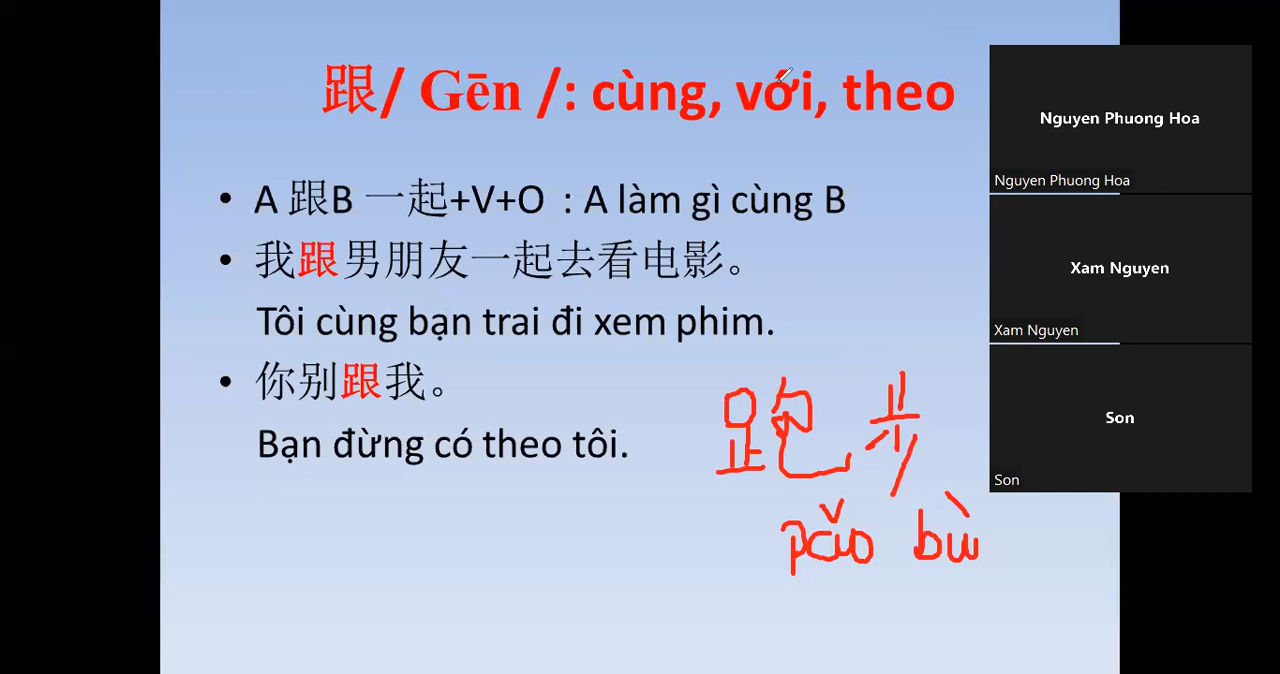 跟/ Gēn /: cùng, với, theo
• A 跟B 一起+V+O : A làm gì cùng B
• 我跟男朋友一起去看电影。
Tôi cùng bạn trai đi xem phim.
• 你别跟我。
Bạn đừng có theo tôi.
跑步
pǎo bù
Nguyen Phuong Hoa
Nguyen Phuong Hoa
Xam Nguyen
Xam Nguyen
Son
Son